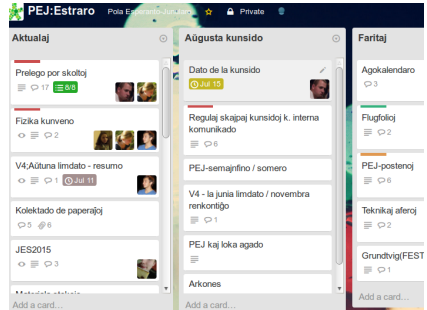 PEJ:Estraro Pola Esperanto-Junularo Private
Aktualaj
Prelego por skoltoj
17 8/8
Fizika kunveno
2
V4;Aŭtuna limdato - resumo
1 Jul 11
Kolektado de paperaĵoj
5 6
JES2015
3
Add a card...
Aŭgusta kunsido
Dato de la kunsido
Jul 15
Regulaj skajpaj kunsidoj k. interna
komunikado
6
PEJ-semajnfino / somero
V4 - la junia limdato / novembra
renkontiĝo
1
PEJ kaj loka agado
Arkones
Add a card...
Faritaj
Agokalendaro
3
Flugfolioj
2
PEJ-postenoj
6
Teknikaj aferoj
2
Grundtvig(FEST
1
Add a card...